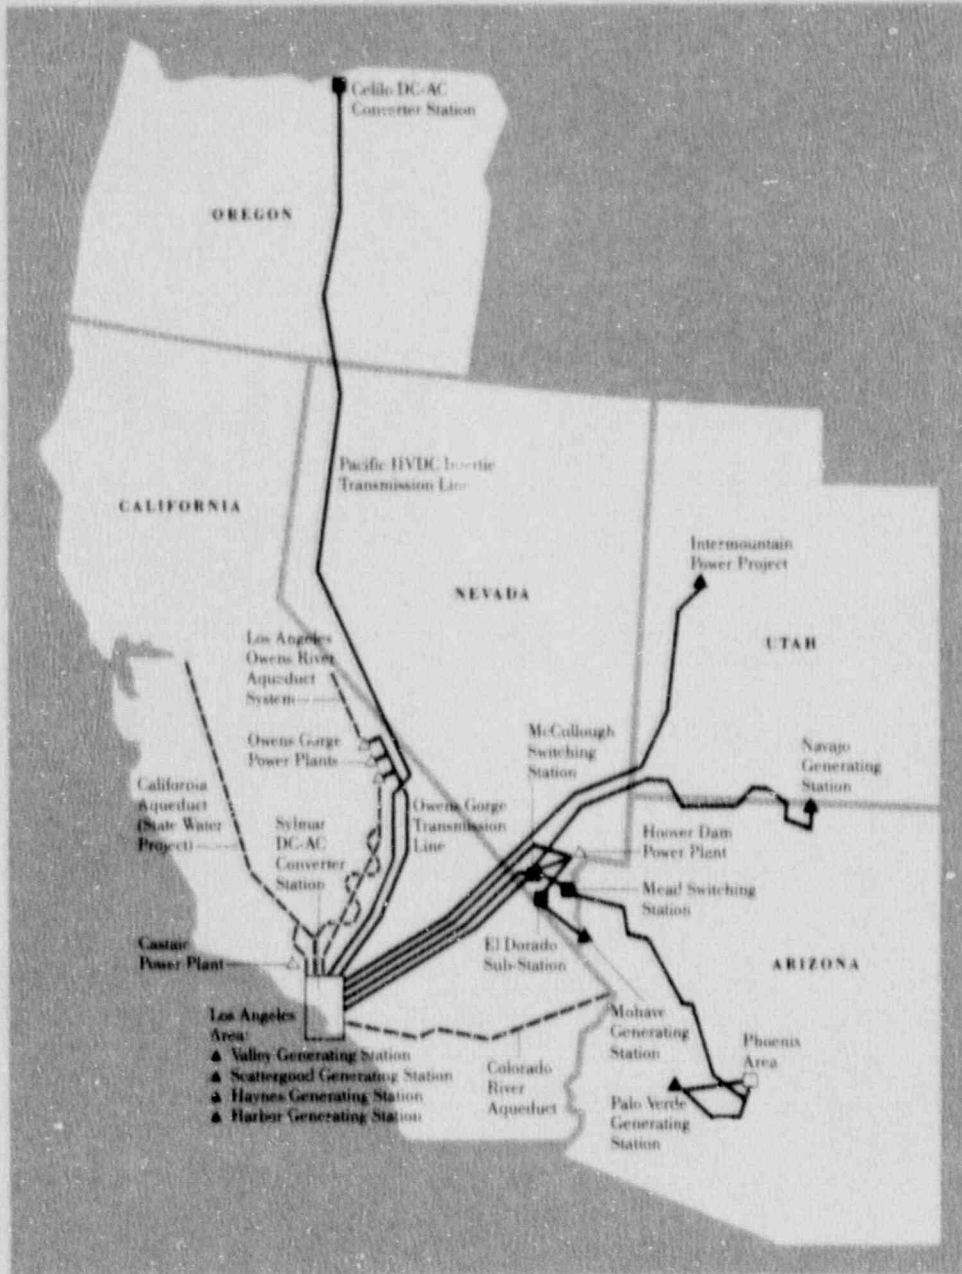 Celilo DC-AC
Converter Station
OREGON
Pacific HVDC Intertie
Transmission Line
CALIFORNIA
NEVADA
Intermountain
Power Project
UTAH
Los Angeles
Owens River
Aqueduct
System
Owens Gorge
Power Plants
McCullough
Switching
Station
Navajo
Generating
Station
California
Aqueduct
(State Water
Project)
Sylmar
DC-AC
Converter
Station
Owens Gorge
Transmission
Line
Hoover Dam
Power Plant
Mead Switching
Station
Castaic
Power Plant
El Dorado
Sub-Station
ARIZONA
Los Angeles
Area:
Valley Generating Station
Scattergood Generating Station
Haynes Generating Station
Harbor Generating Station
Colorado
River
Aqueduct
Mohave
Generating
Station
Phoenix
Area
Palo Verde
Generating
Station